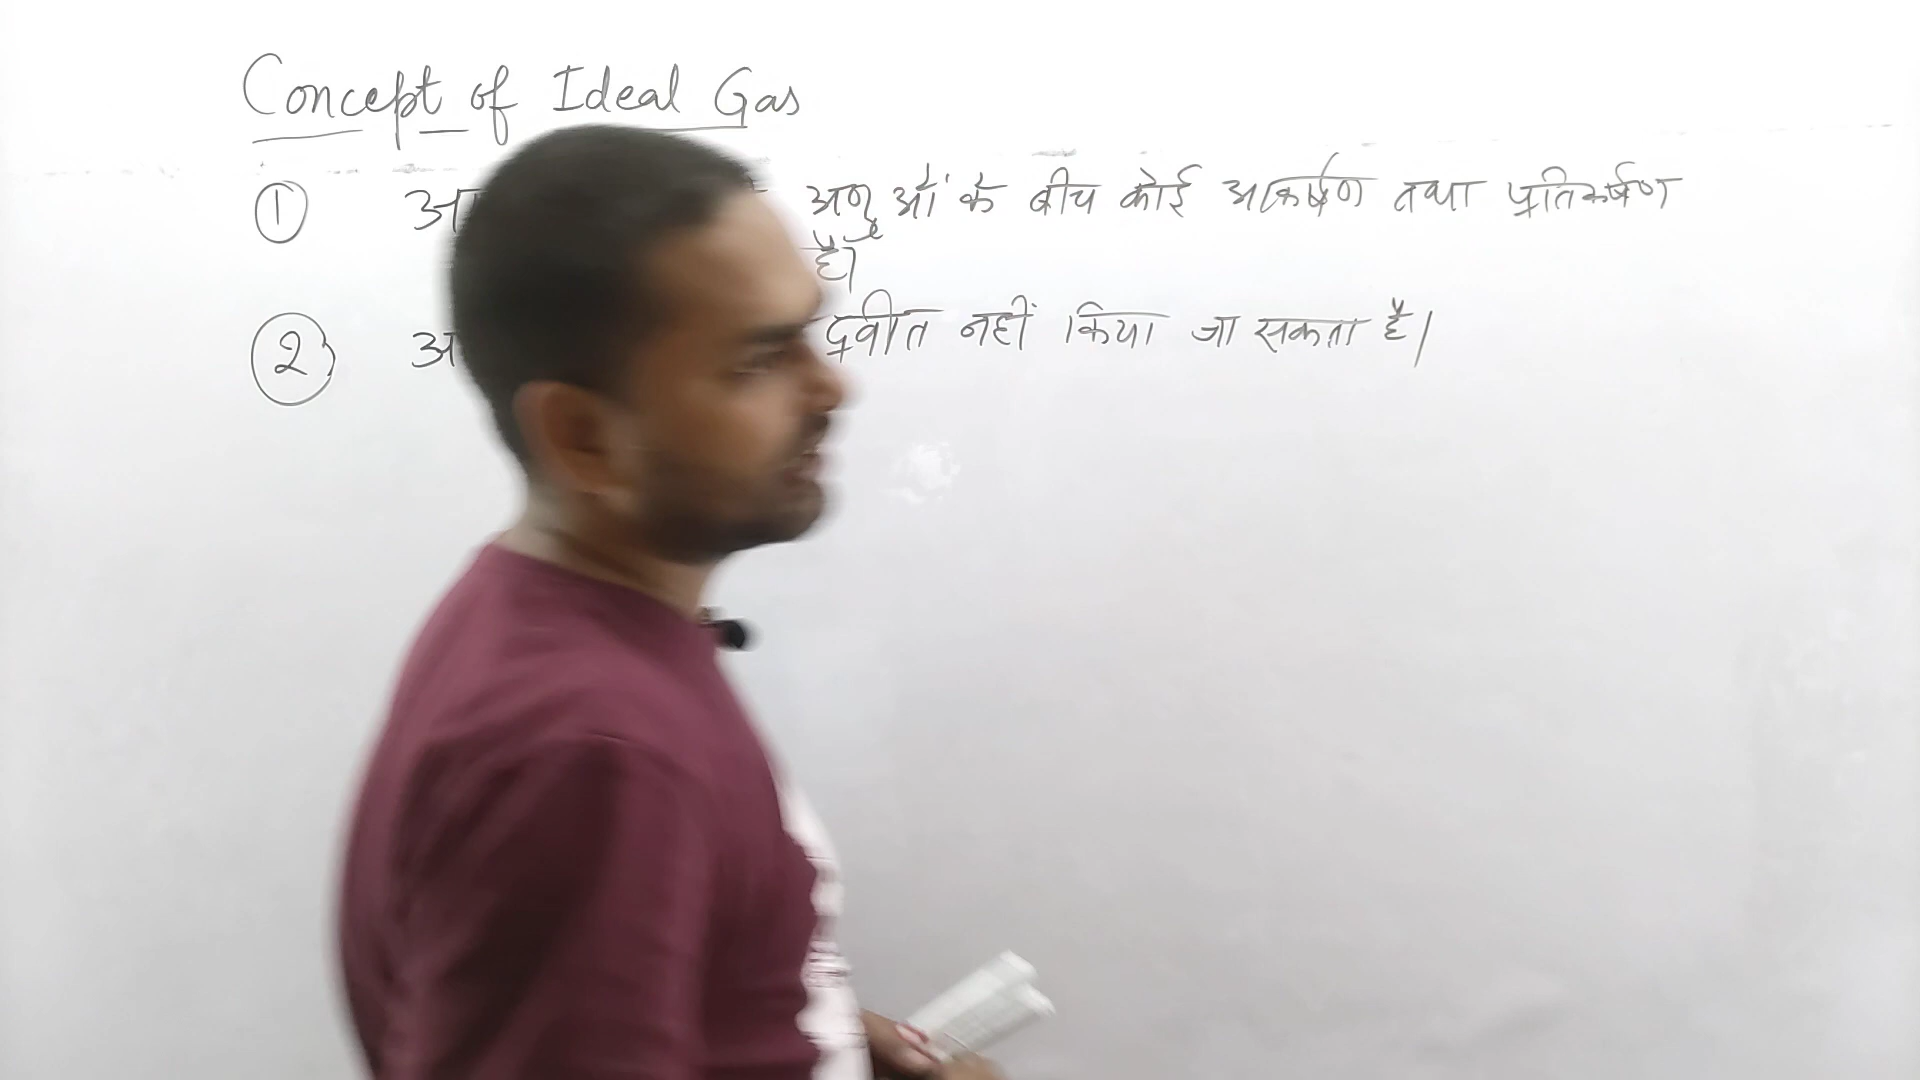 Concept of Ideal Gas
① अणुओं के बीच कोई आकर्षण तथा प्रतिकर्षण
है।
② द्रवीत नहीं किया जा सकता है।